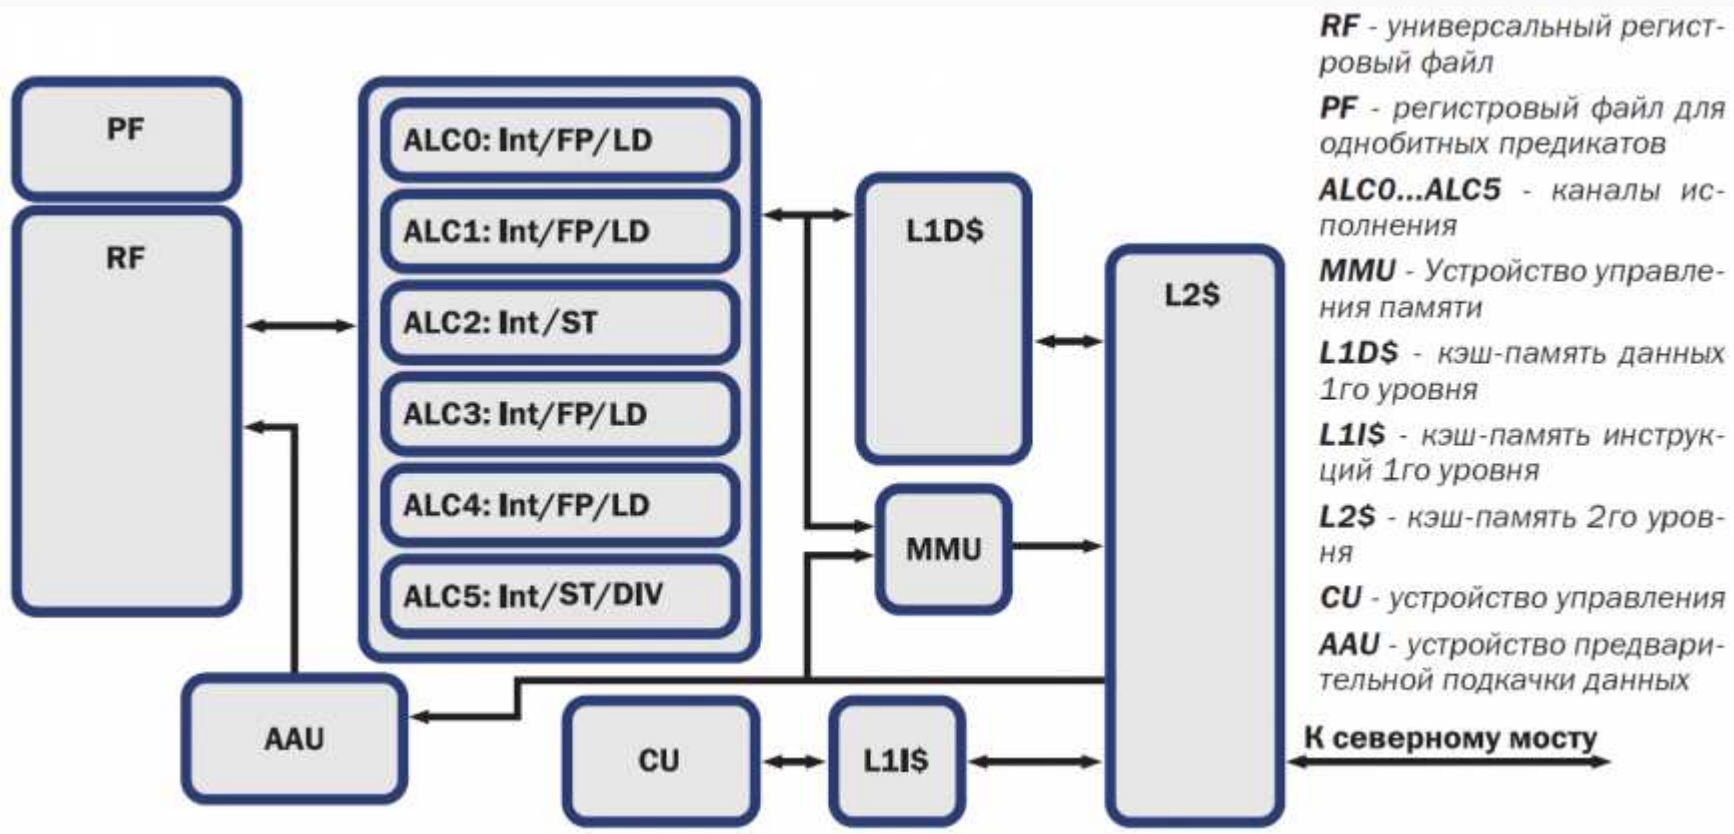 PF
RF
ALC0: Int/FP/LD
ALC1: Int/FP/LD
ALC2: Int/ST
ALC3: Int/FP/LD
ALC4: Int/FP/LD
ALC5: Int/ST/DIV
L1D$
MMU
L2$
AAU
CU
L1I$
К северному мосту
RF - универсальный регист-
ровый файл
PF - регистровый файл для
однобитных предикатов
ALC0...ALC5 - каналы ис-
полнения
MMU - Устройство управле-
ния памяти
L1D$ - кэш-память данных
1го уровня
L1I$ - кэш-память инструк-
ций 1го уровня
L2$ - кэш-память 2го уров-
ня
CU - устройство управления
AAU - устройство предвари-
тельной подкачки данных